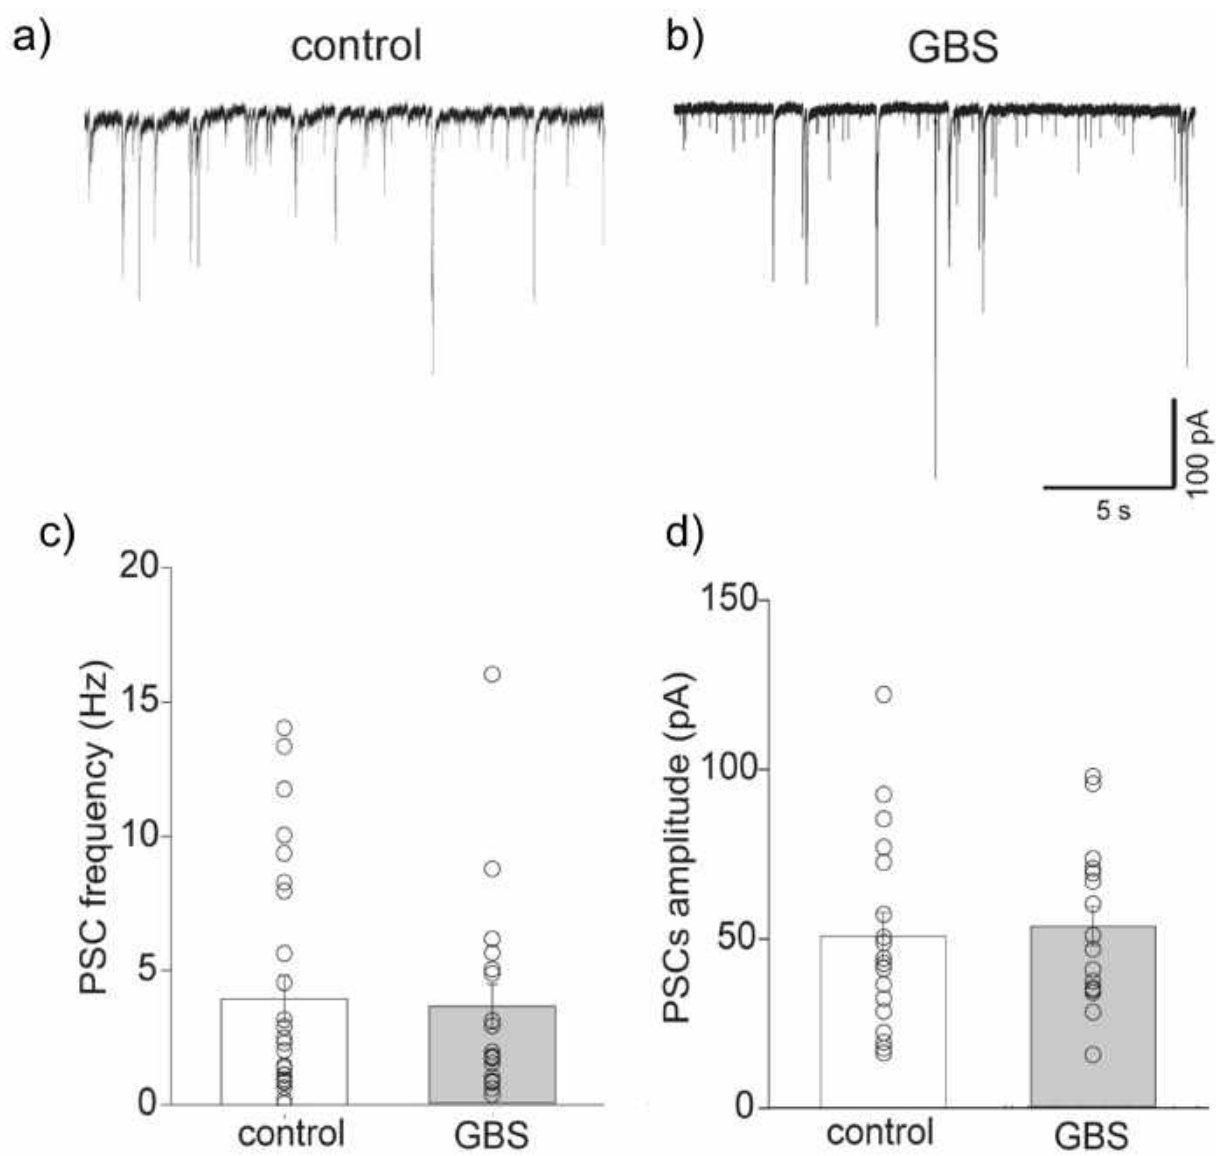 a)
control
b)
GBS
100 pA
5 s
c)
20
15
10
5
0
PSC frequency (Hz)
control
GBS
d)
150
100
50
0
PSCs amplitude (pA)
control
GBS